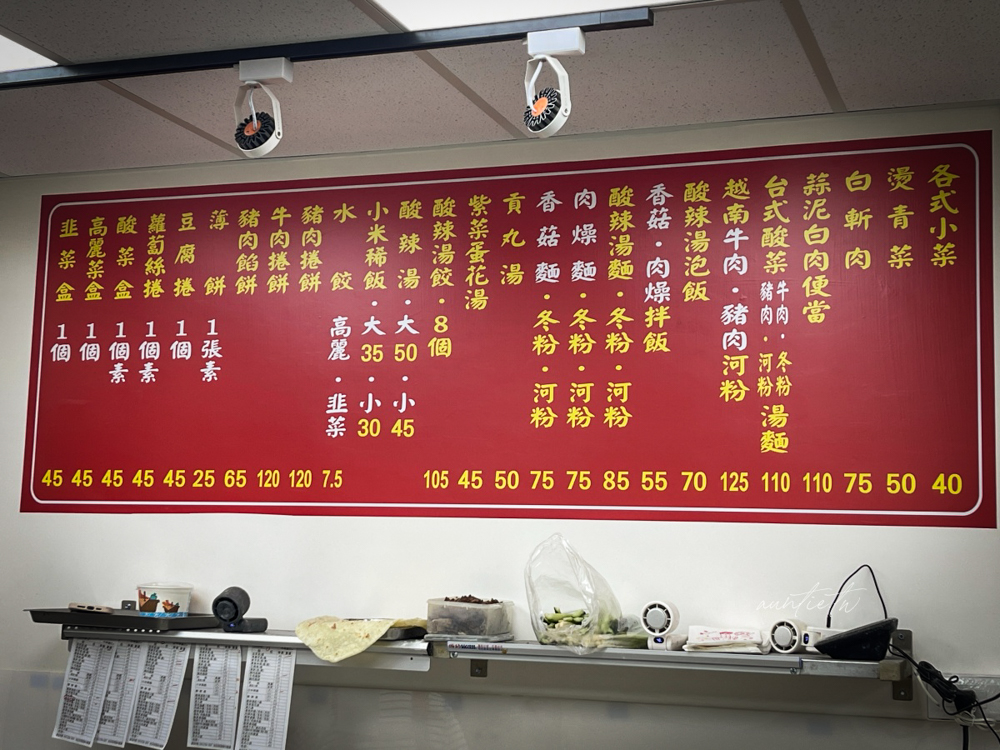 各式小菜 40
燙青菜 50
白斬肉 75
蒜泥白肉便當 110
台式酸菜牛肉・冬粉豬肉・河粉湯麵 110
越南牛肉・豬肉河粉 125
酸辣湯泡飯 70
香菇・肉燥拌飯 55
酸辣湯麵・冬粉・河粉 85
肉燥麵・冬粉・河粉 75
香菇麵・冬粉・河粉 75
貢丸湯 50
紫菜蛋花湯 45
酸辣湯餃・8個 105
酸辣湯・大50・小45
小米稀飯・大35・小30
水餃 高麗・韭菜 7.5
豬肉捲餅 120
牛肉捲餅 120
豬肉餡餅 65
薄餅 1張素 25
豆腐捲 1個 45
蘿蔔絲捲 1個素 45
酸菜盒 1個素 45
高麗菜盒 1個 45
韭菜盒 1個 45
auntieth